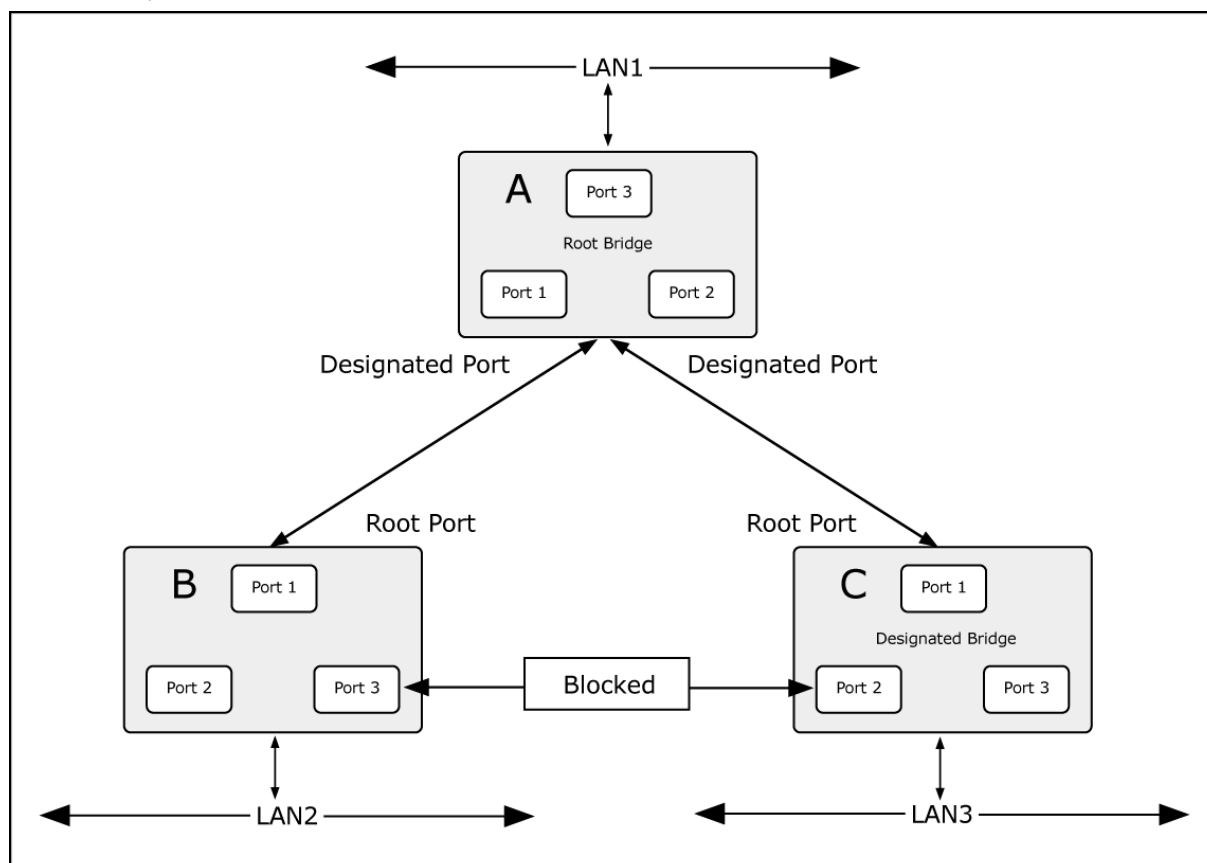 LAN1
A
Port 3
Root Bridge
Port 1
Port 2
Designated Port
Designated Port
Root Port
Root Port
B
Port 1
Port 2
Port 3
Blocked
C
Port 1
Designated Bridge
Port 2
Port 3
LAN2
LAN3